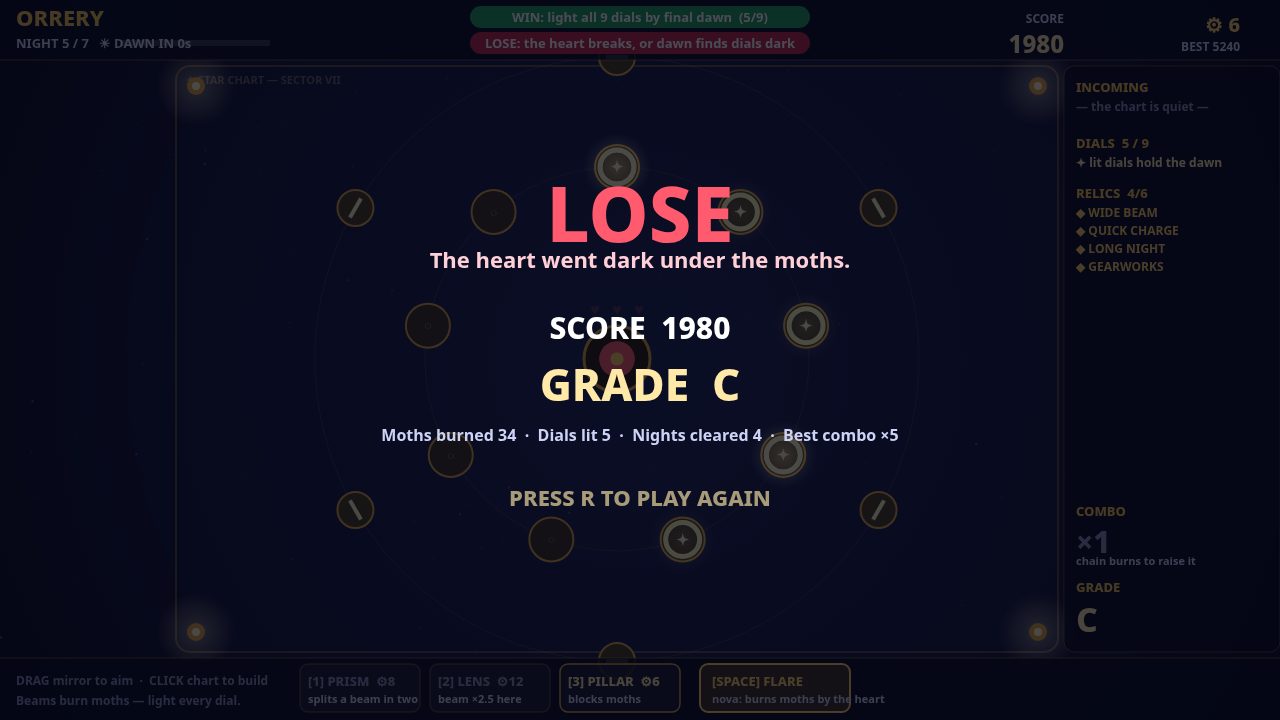 ORRERY
NIGHT 5 / 7 ☀ DAWN IN 0s
WIN: light all 9 dials by final dawn (5/9)
LOSE: the heart breaks, or dawn finds dials dark
SCORE
1980
⚙ 6
BEST 5240
STAR CHART — SECTOR VII
INCOMING
— the chart is quiet —
DIALS 5 / 9
✦ lit dials hold the dawn
RELICS 4/6
◆ WIDE BEAM
◆ QUICK CHARGE
◆ LONG NIGHT
◆ GEARWORKS
LOSE
The heart went dark under the moths.
SCORE 1980
GRADE C
Moths burned 34 · Dials lit 5 · Nights cleared 4 · Best combo ×5
PRESS R TO PLAY AGAIN
COMBO
×1
chain burns to raise it
GRADE
C
DRAG mirror to aim · CLICK chart to build
Beams burn moths — light every dial.
[1] PRISM ⚙8
splits a beam in two
[2] LENS ⚙12
beam ×2.5 here
[3] PILLAR ⚙6
blocks moths
[SPACE] FLARE
nova: burns moths by the heart